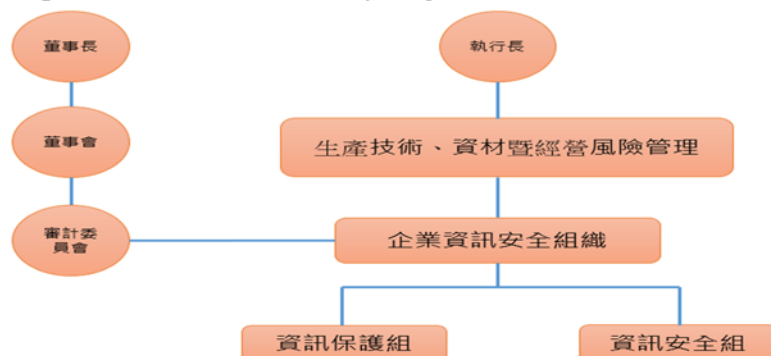 董事長
執行長
董事會
生產技術、資材暨經營風險管理
審計委
員會
企業資訊安全組織
資訊保護組
資訊安全組